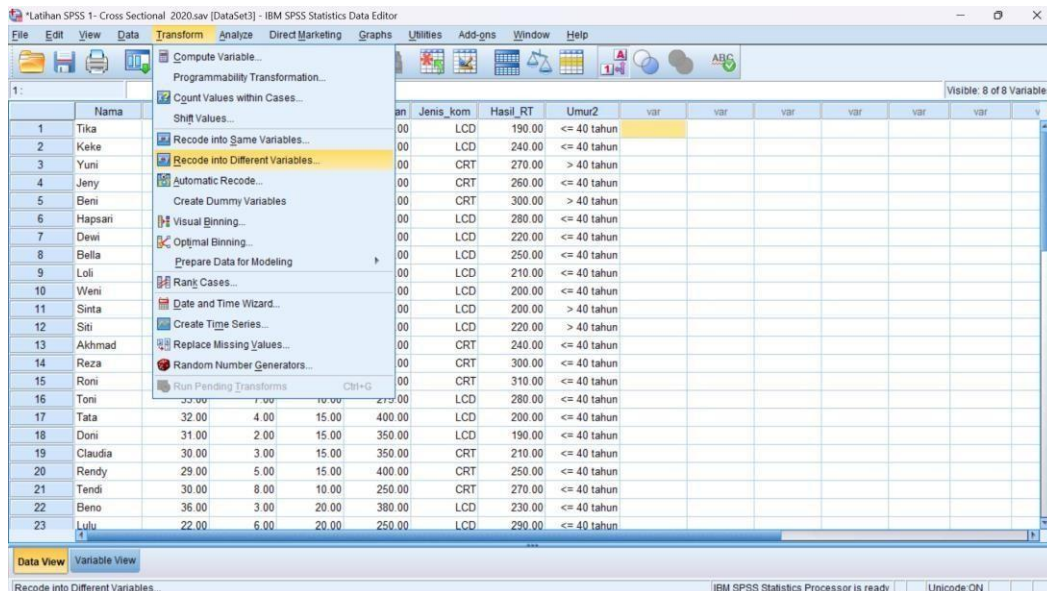 *Latihan SPSS 1- Cross Sectional 2020.sav [DataSet3] - IBM SPSS Statistics Data Editor
File Edit View Data Transform Analyze Direct Marketing Graphs Utilities Add-ons Window Help
1 :
Visible: 8 of 8 Variable
Compute Variable...
Programmability Transformation...
Count Values within Cases...
Shift Values...
Recode into Same Variables...
Recode into Different Variables...
Automatic Recode...
Create Dummy Variables
Visual Binning...
Optimal Binning...
Prepare Data for Modeling
Rank Cases...
Date and Time Wizard...
Create Time Series...
Replace Missing Values...
Random Number Generators...
Run Pending Transforms Ctrl+G
Nama an Jenis_kom Hasil_RT Umur2 var var var var var v
1 Tika 00 LCD 190.00 <= 40 tahun
2 Keke 00 LCD 240.00 <= 40 tahun
3 Yuni 00 CRT 270.00 > 40 tahun
4 Jeny 00 CRT 260.00 <= 40 tahun
5 Beni 00 CRT 300.00 > 40 tahun
6 Hapsari 00 LCD 280.00 <= 40 tahun
7 Dewi 00 LCD 220.00 <= 40 tahun
8 Bella 00 LCD 250.00 <= 40 tahun
9 Loli 00 LCD 210.00 <= 40 tahun
10 Weni 00 LCD 200.00 <= 40 tahun
11 Sinta 00 LCD 200.00 > 40 tahun
12 Siti 00 LCD 220.00 > 40 tahun
13 Akhmad 00 CRT 240.00 <= 40 tahun
14 Reza 00 CRT 300.00 <= 40 tahun
15 Roni 00 CRT 310.00 <= 40 tahun
16 Toni 35.00 7.00 10.00 275.00 LCD 280.00 <= 40 tahun
17 Tata 32.00 4.00 15.00 400.00 LCD 200.00 <= 40 tahun
18 Doni 31.00 2.00 15.00 350.00 LCD 190.00 <= 40 tahun
19 Claudia 30.00 3.00 15.00 350.00 CRT 210.00 <= 40 tahun
20 Rendy 29.00 5.00 15.00 400.00 CRT 250.00 <= 40 tahun
21 Tendi 30.00 8.00 10.00 250.00 CRT 270.00 <= 40 tahun
22 Beno 36.00 3.00 20.00 380.00 LCD 230.00 <= 40 tahun
23 Lulu 22.00 6.00 20.00 250.00 LCD 290.00 <= 40 tahun
Data View Variable View
Recode into Different Variables... IBM SPSS Statistics Processor is ready Unicode:ON